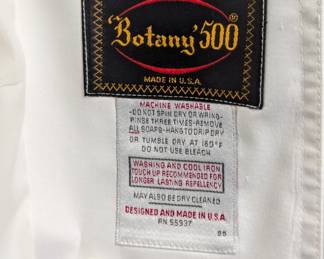 'Botany' 500®
MADE IN U.S.A.
MACHINE WASHABLE
-DO NOT SPIN DRY OR WRING-
RINSE THREE TIMES-REMOVE
ALL SOAPS-HANG TO DRIP DRY
OR TUMBLE DRY AT 160°F
DO NOT USE BLEACH
WASHING AND COOL IRON
TOUCH UP RECOMMENDED FOR
LONGER LASTING REPELLENCY
MAY ALSO BE DRY CLEANED
DESIGNED AND MADE IN U.S.A.
RN 55937